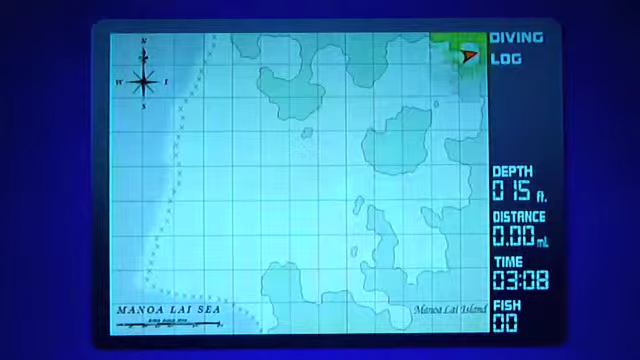 DIVING
LOG
N
W
S
DEPTH
015 ft.
DISTANCE
0.00 mi.
TIME
03:08
FISH
00
MANOA LAI SEA
Manoa Lai Island